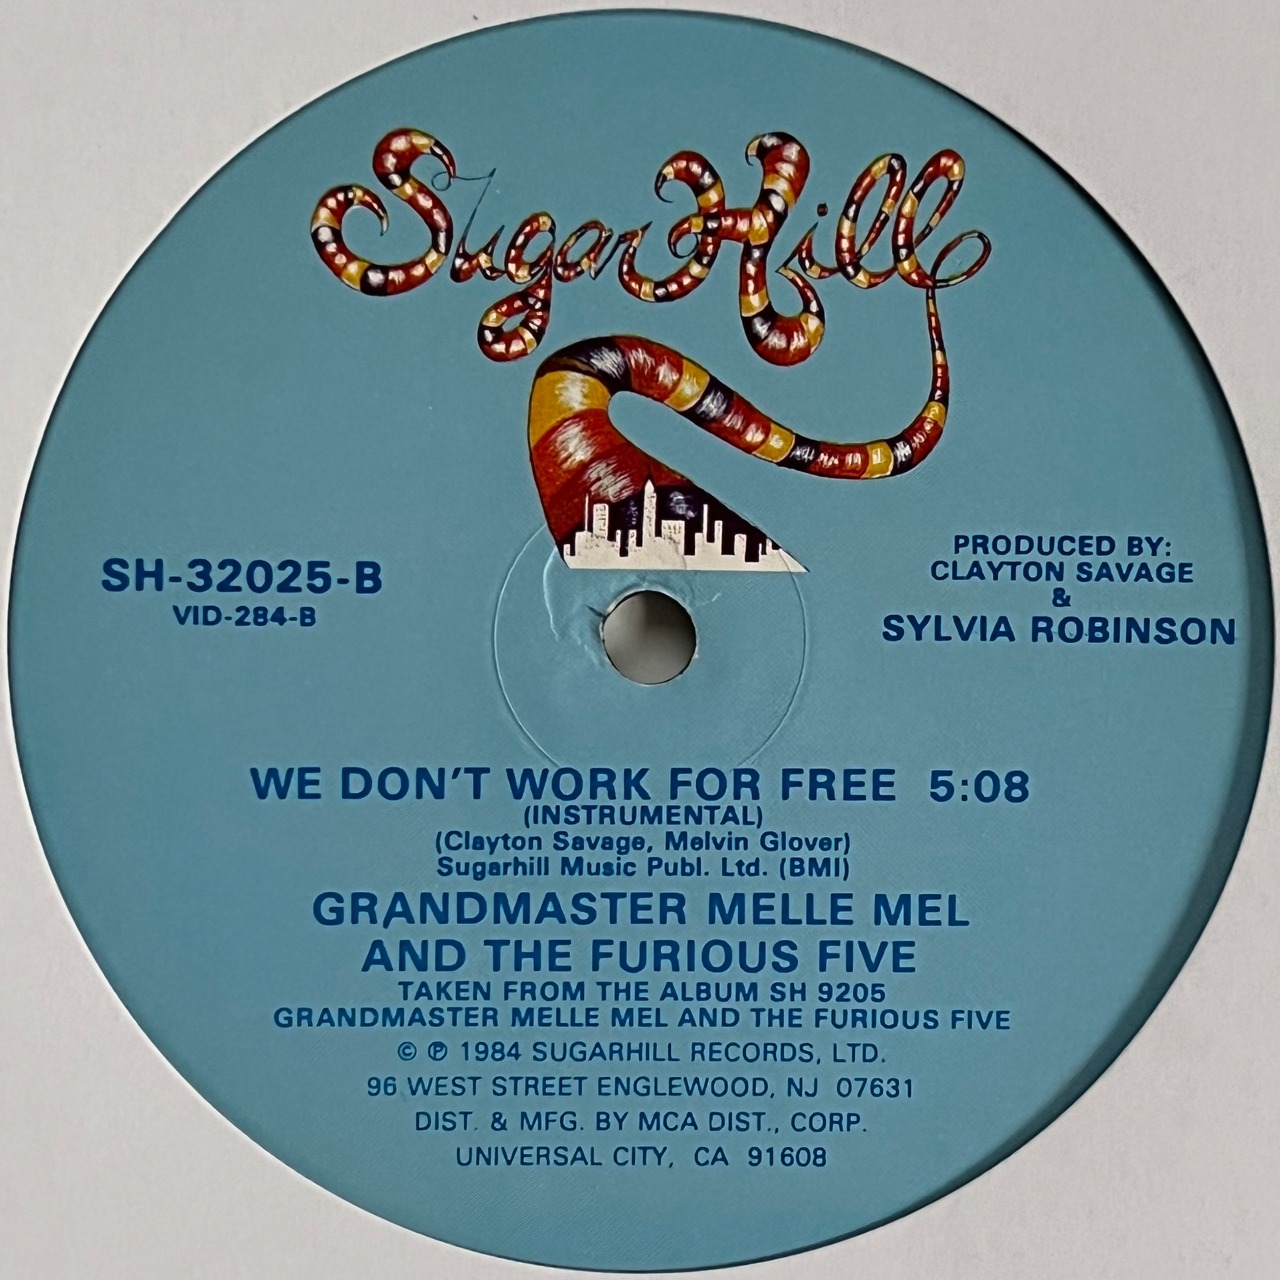 Sugar Hill
SH-32025-B
VID-284-B
PRODUCED BY:
CLAYTON SAVAGE
&
SYLVIA ROBINSON
WE DON'T WORK FOR FREE 5:08
(INSTRUMENTAL)
(Clayton Savage, Melvin Glover)
Sugarhill Music Publ. Ltd. (BMI)
GRANDMASTER MELLE MEL
AND THE FURIOUS FIVE
TAKEN FROM THE ALBUM SH 9205
GRANDMASTER MELLE MEL AND THE FURIOUS FIVE
© ℗ 1984 SUGARHILL RECORDS, LTD.
96 WEST STREET ENGLEWOOD, NJ 07631
DIST. & MFG. BY MCA DIST., CORP.
UNIVERSAL CITY, CA 91608